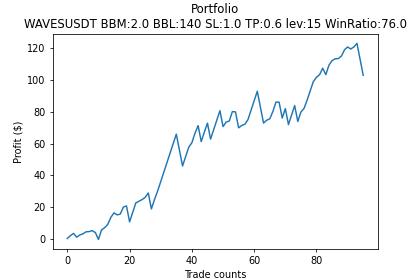 Portfolio
WAVESUSDT BBM:2.0 BBL:140 SL:1.0 TP:0.6 lev:15 WinRatio:76.0
Profit ($)
120
100
80
60
40
20
0
0 20 40 60 80
Trade counts